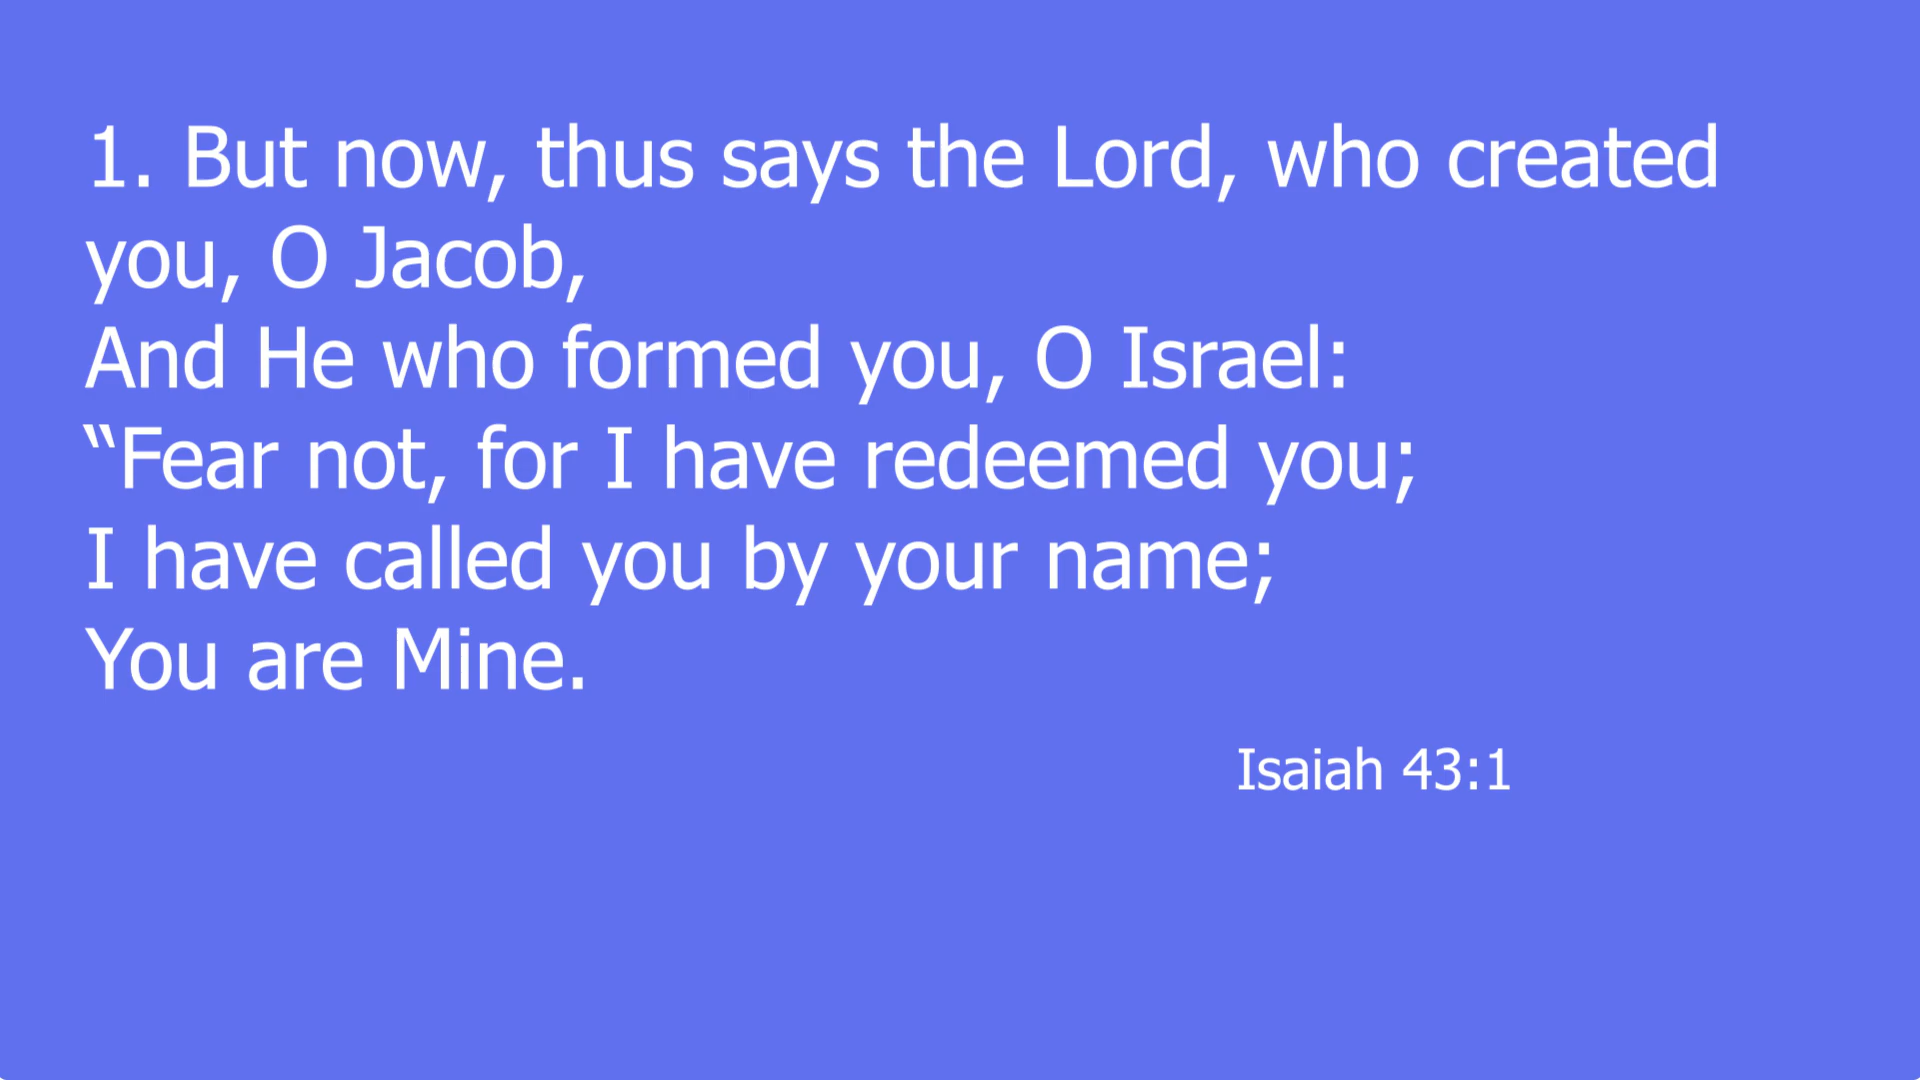 1. But now, thus says the Lord, who created
you, O Jacob,
And He who formed you, O Israel:
“Fear not, for I have redeemed you;
I have called you by your name;
You are Mine.
Isaiah 43:1